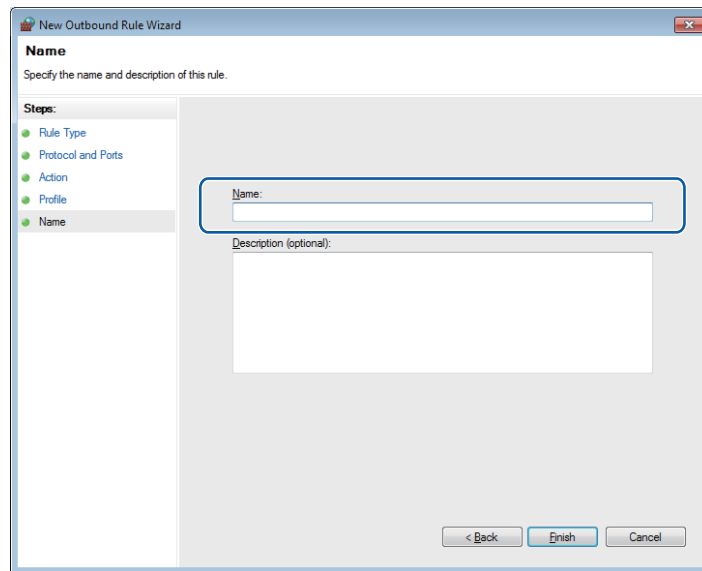 New Outbound Rule Wizard
Name
Specify the name and description of this rule.
Steps:
Rule Type
Protocol and Ports
Action
Profile
Name
Name:
Description (optional):
< Back
Finish
Cancel